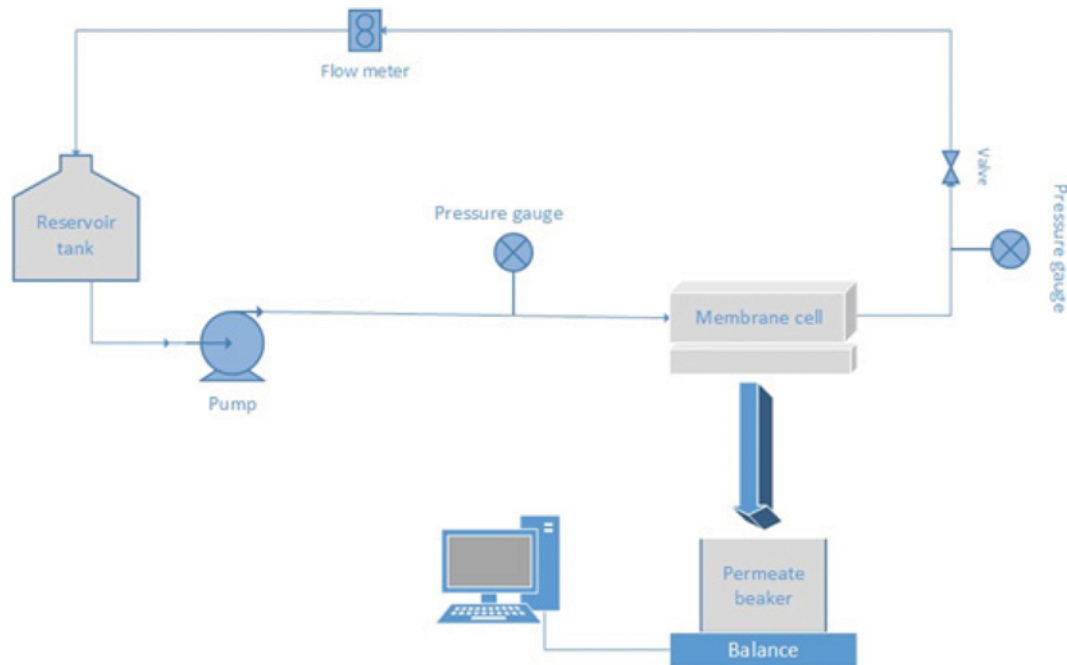 Flow meter
Valve
Pressure gauge
Reservoir
tank
Pressure gauge
Membrane cell
Pump
Permeate
beaker
Balance